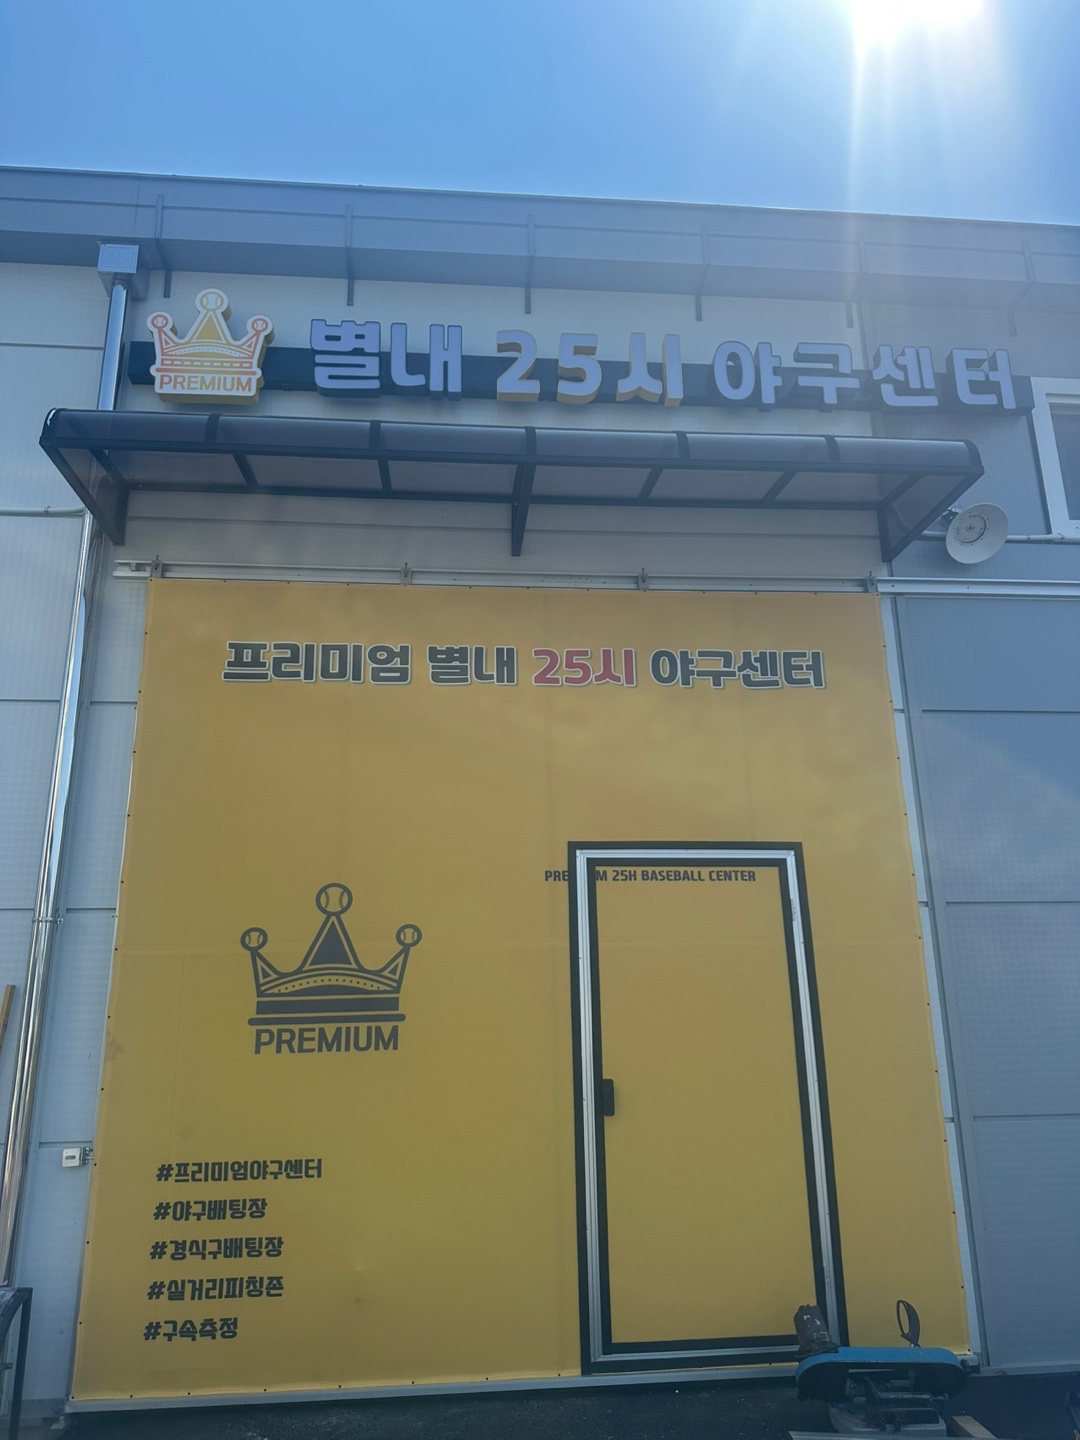 PREMIUM
별내 25시 야구센터
프리미엄 별내 25시 야구센터
PRE M 25H BASEBALL CENTER
PREMIUM
#프리미엄야구센터
#야구배팅장
#경식구배팅장
#실거리피칭존
#구속측정